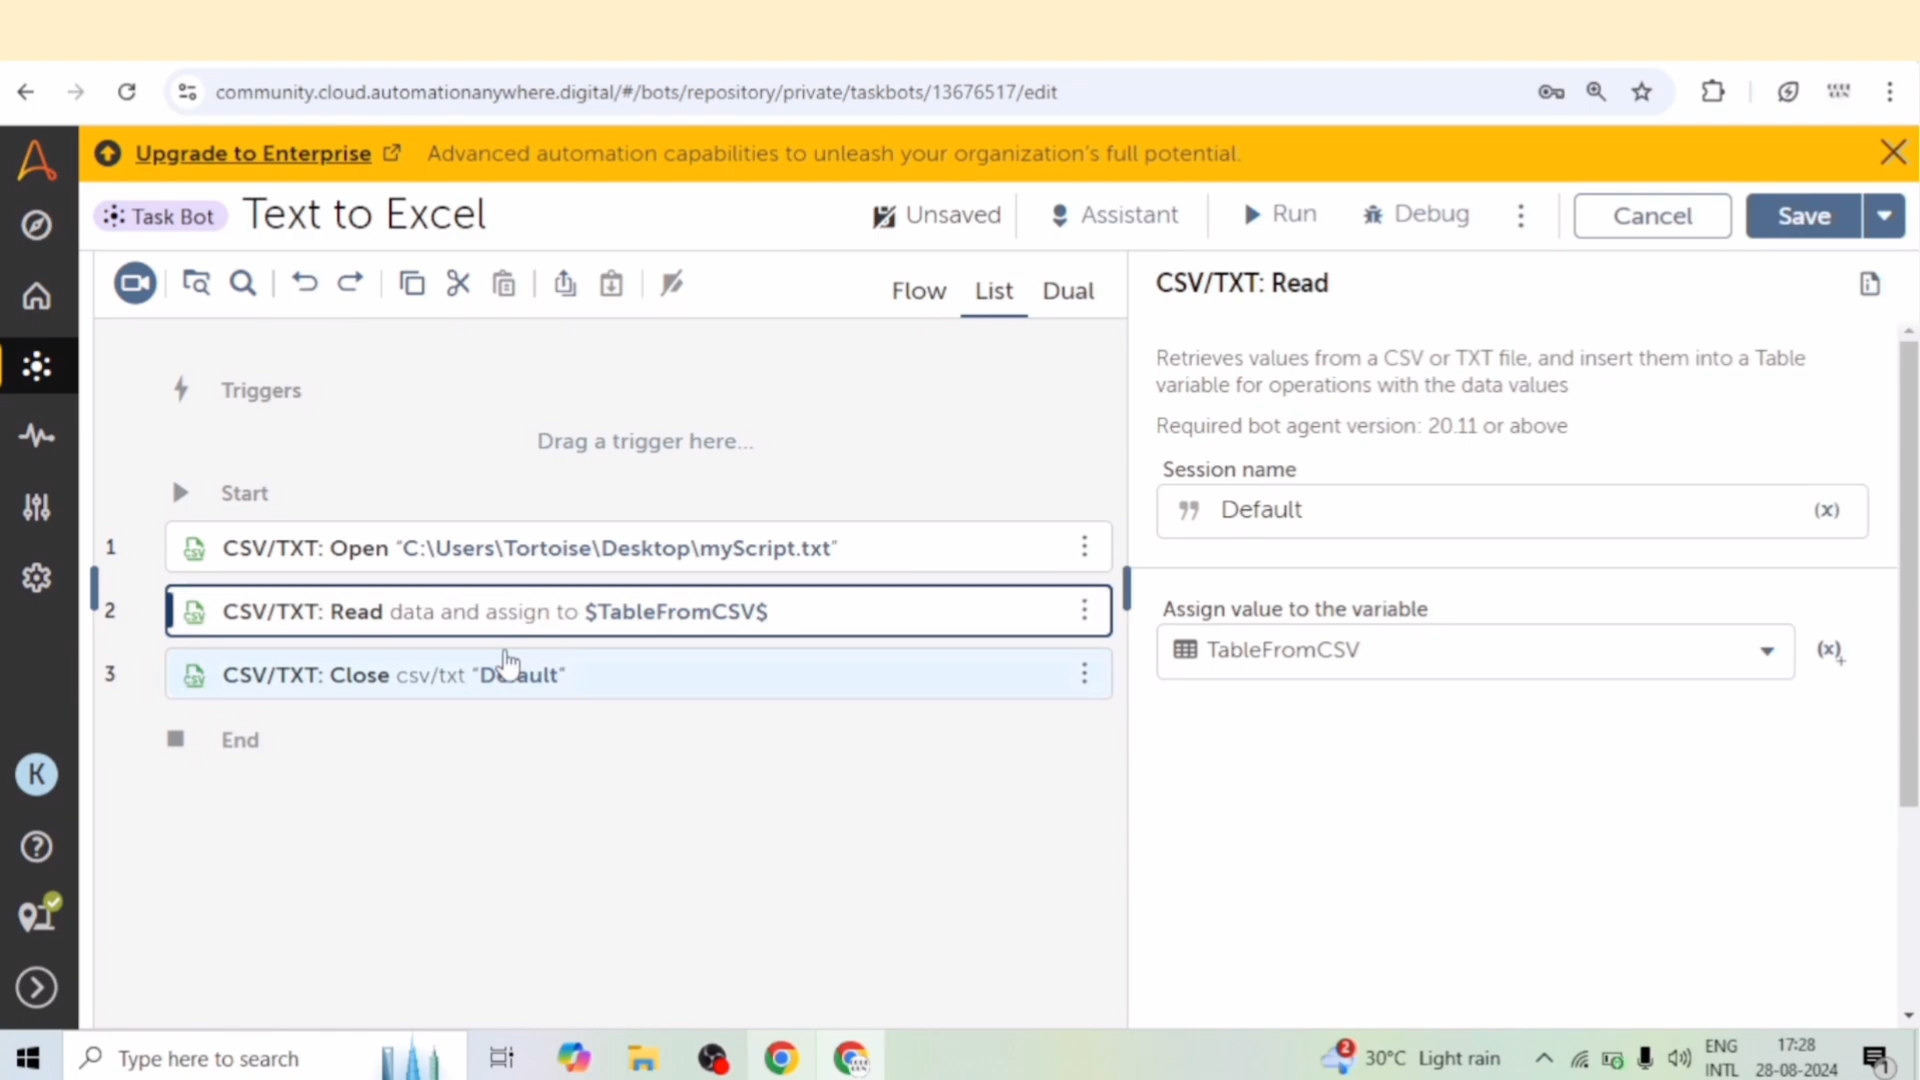 community.cloud.automationanywhere.digital/#/bots/repository/private/taskbots/13676517/edit
Upgrade to Enterprise Advanced automation capabilities to unleash your organization's full potential.
Task Bot Text to Excel Unsaved Assistant Run Debug Cancel Save
Flow List Dual
CSV/TXT: Read
Retrieves values from a CSV or TXT file, and insert them into a Table
variable for operations with the data values
Required bot agent version: 20.11 or above
Session name
Default (x)
Assign value to the variable
TableFromCSV (x)+
Triggers
Drag a trigger here...
Start
1 CSV/TXT: Open "C:\Users\Tortoise\Desktop\myScript.txt"
2 CSV/TXT: Read data and assign to $TableFromCSV$
3 CSV/TXT: Close csv/txt "Default"
End
K
Type here to search
2
30°C Light rain
ENG
INTL
17:28
28-08-2024
1